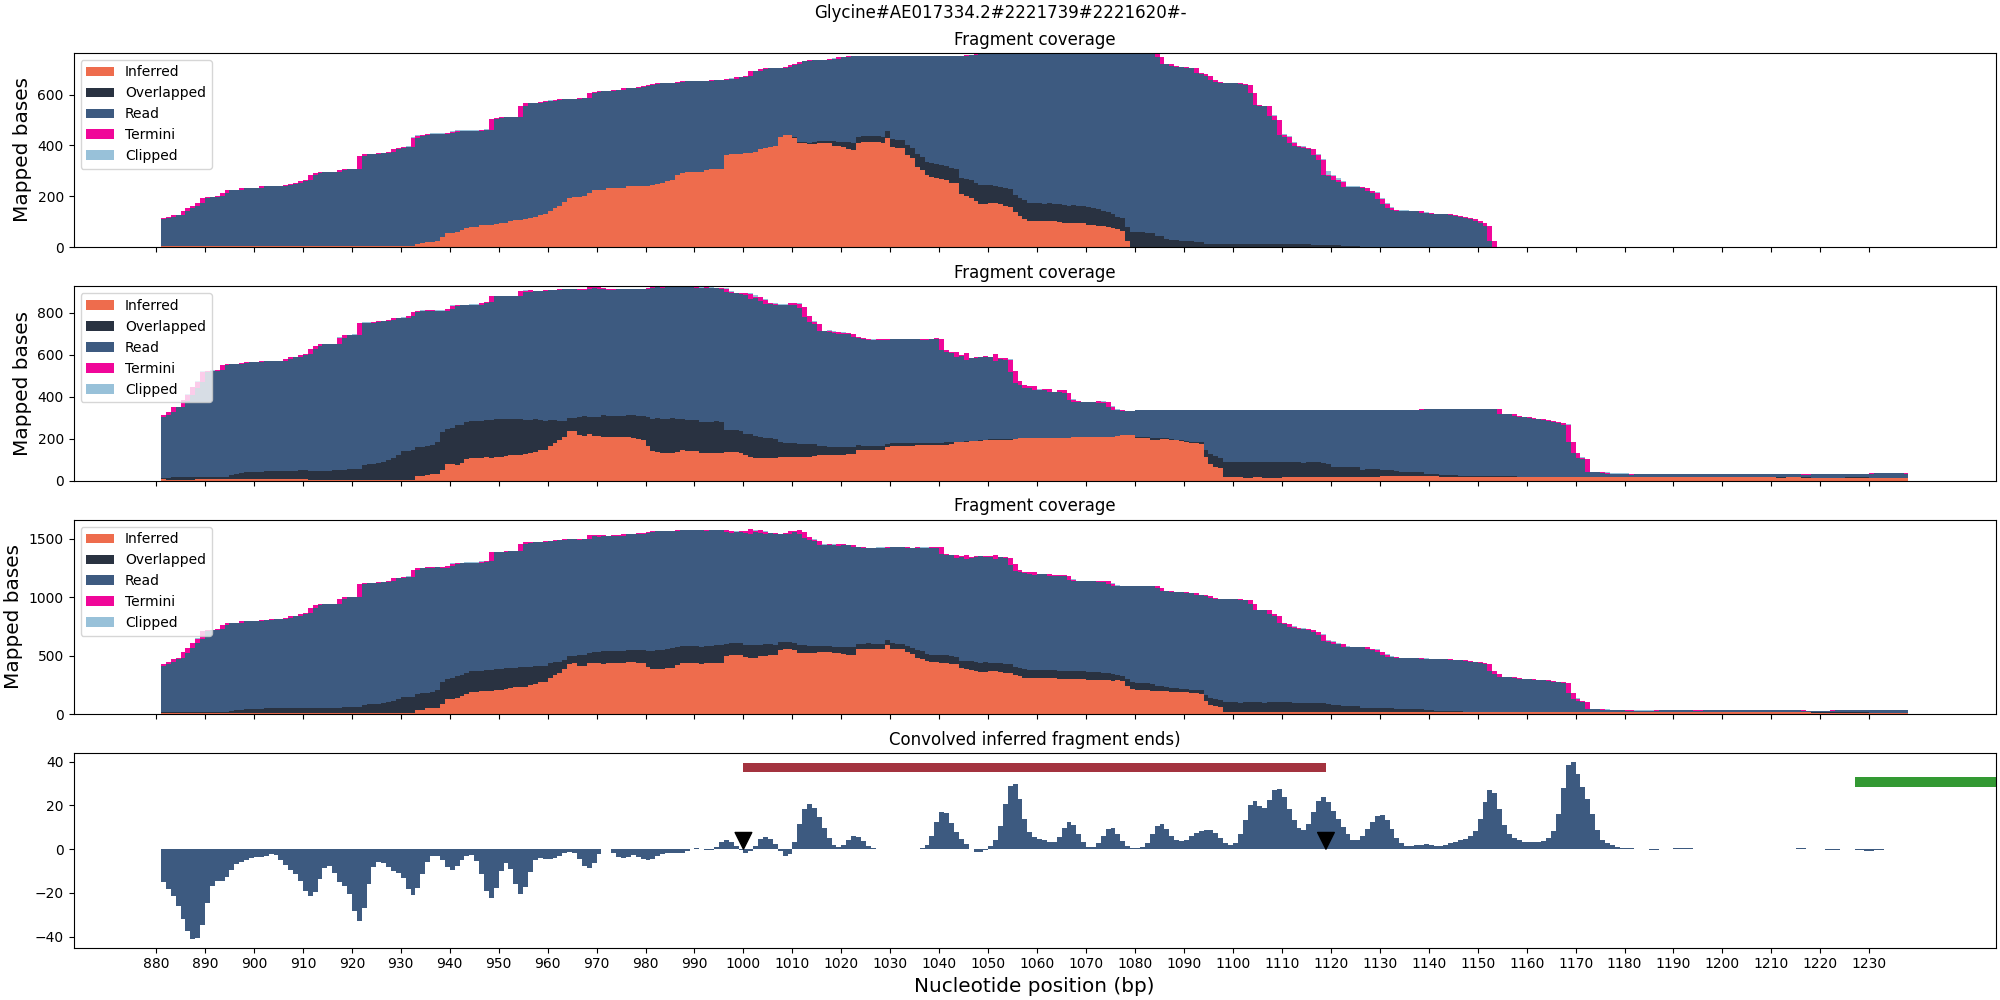 Glycine#AE017334.2#2221739#2221620#-
Fragment coverage
Mapped bases
600
400
200
0
Inferred
Overlapped
Read
Termini
Clipped
Fragment coverage
Mapped bases
800
600
400
200
0
Inferred
Overlapped
Read
Termini
Clipped
Fragment coverage
Mapped bases
1500
1000
500
0
Inferred
Overlapped
Read
Termini
Clipped
Convolved inferred fragment ends)
40
20
0
−20
−40
880 890 900 910 920 930 940 950 960 970 980 990 1000 1010 1020 1030 1040 1050 1060 1070 1080 1090 1100 1110 1120 1130 1140 1150 1160 1170 1180 1190 1200 1210 1220 1230
Nucleotide position (bp)